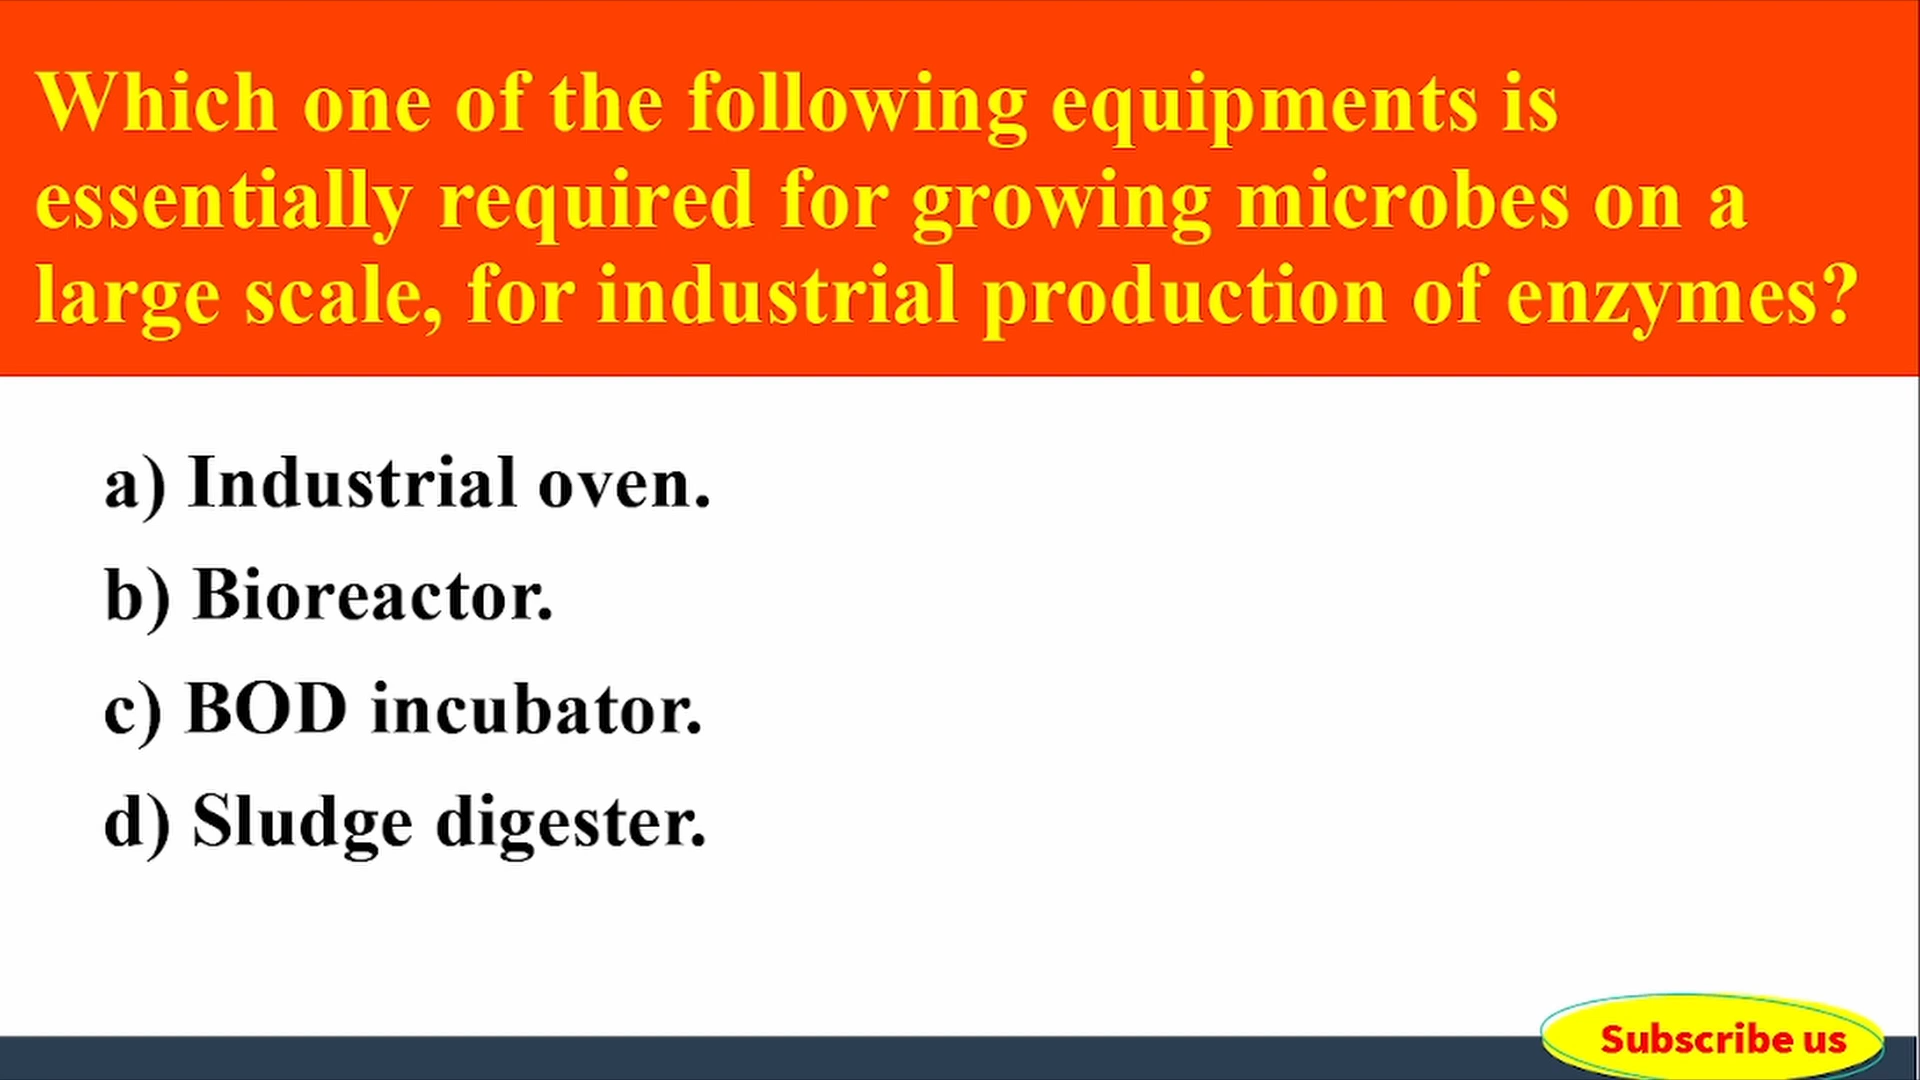 Which one of the following equipments is
essentially required for growing microbes on a
large scale, for industrial production of enzymes?
a) Industrial oven.
b) Bioreactor.
c) BOD incubator.
d) Sludge digester.
Subscribe us